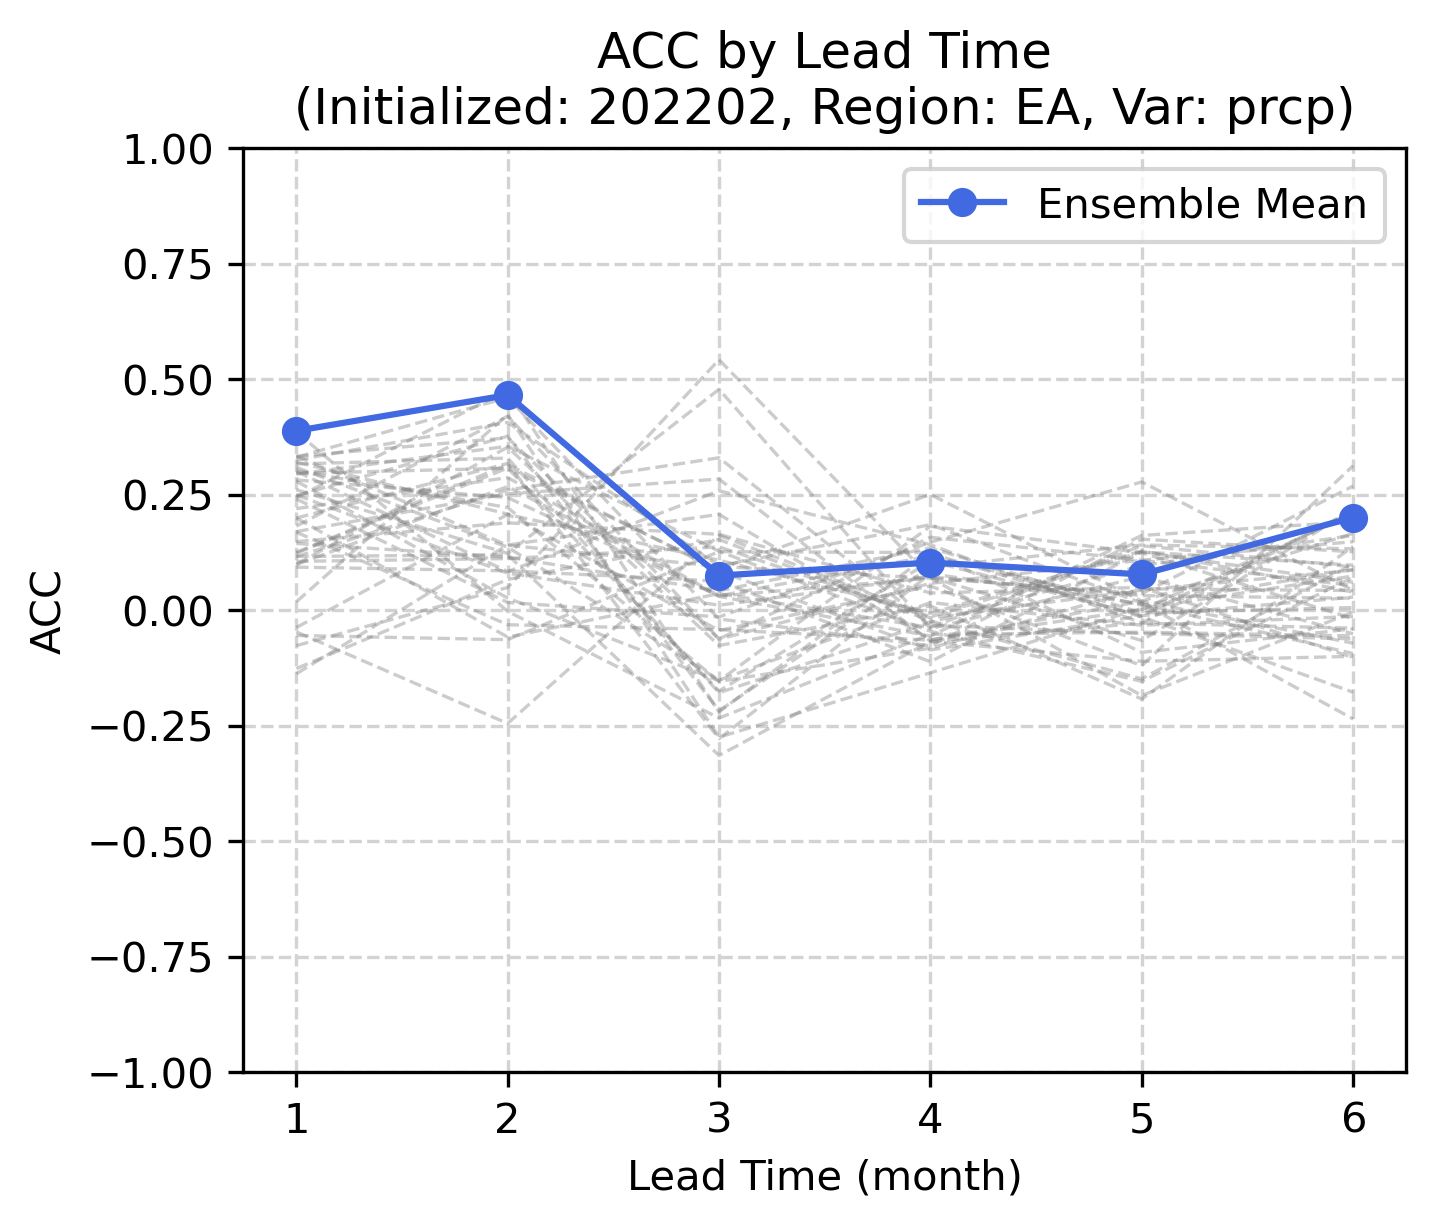 ACC by Lead Time
(Initialized: 202202, Region: EA, Var: prcp)
Ensemble Mean
1.00
0.75
0.50
0.25
0.00
−0.25
−0.50
−0.75
−1.00
ACC
1 2 3 4 5 6
Lead Time (month)